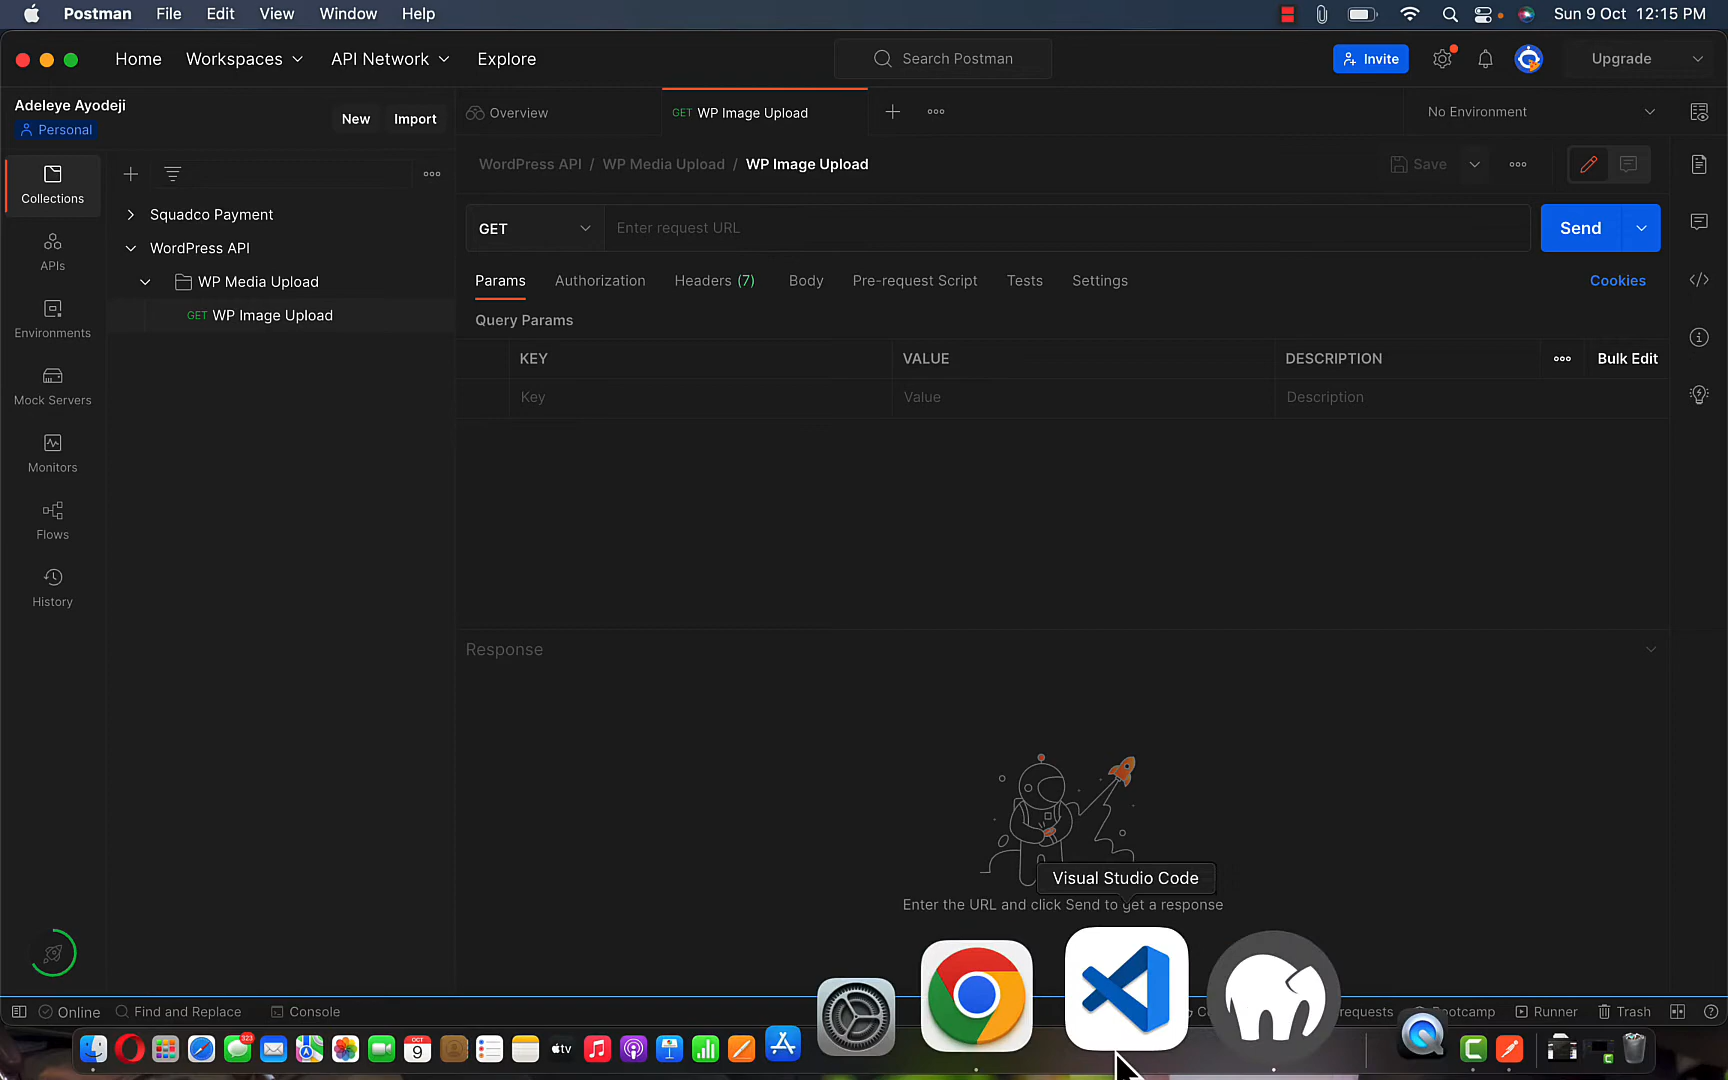 Postman File Edit View Window Help Sun 9 Oct 12:15 PM
Home Workspaces API Network Explore Search Postman Invite Upgrade
Adeleye Ayodeji
Personal
New Import
Overview GET WP Image Upload No Environment
Collections
APIs
Environments
Mock Servers
Monitors
Flows
History
Squadco Payment
WordPress API
WP Media Upload
GET WP Image Upload
WordPress API / WP Media Upload / WP Image Upload Save
GET Enter request URL Send
Params Authorization Headers (7) Body Pre-request Script Tests Settings Cookies
Query Params
KEY VALUE DESCRIPTION Bulk Edit
Key Value Description
Response
Visual Studio Code
Enter the URL and click Send to get a response
Online Find and Replace Console requests Bootcamp Runner Trash
323
OCT
9
tv